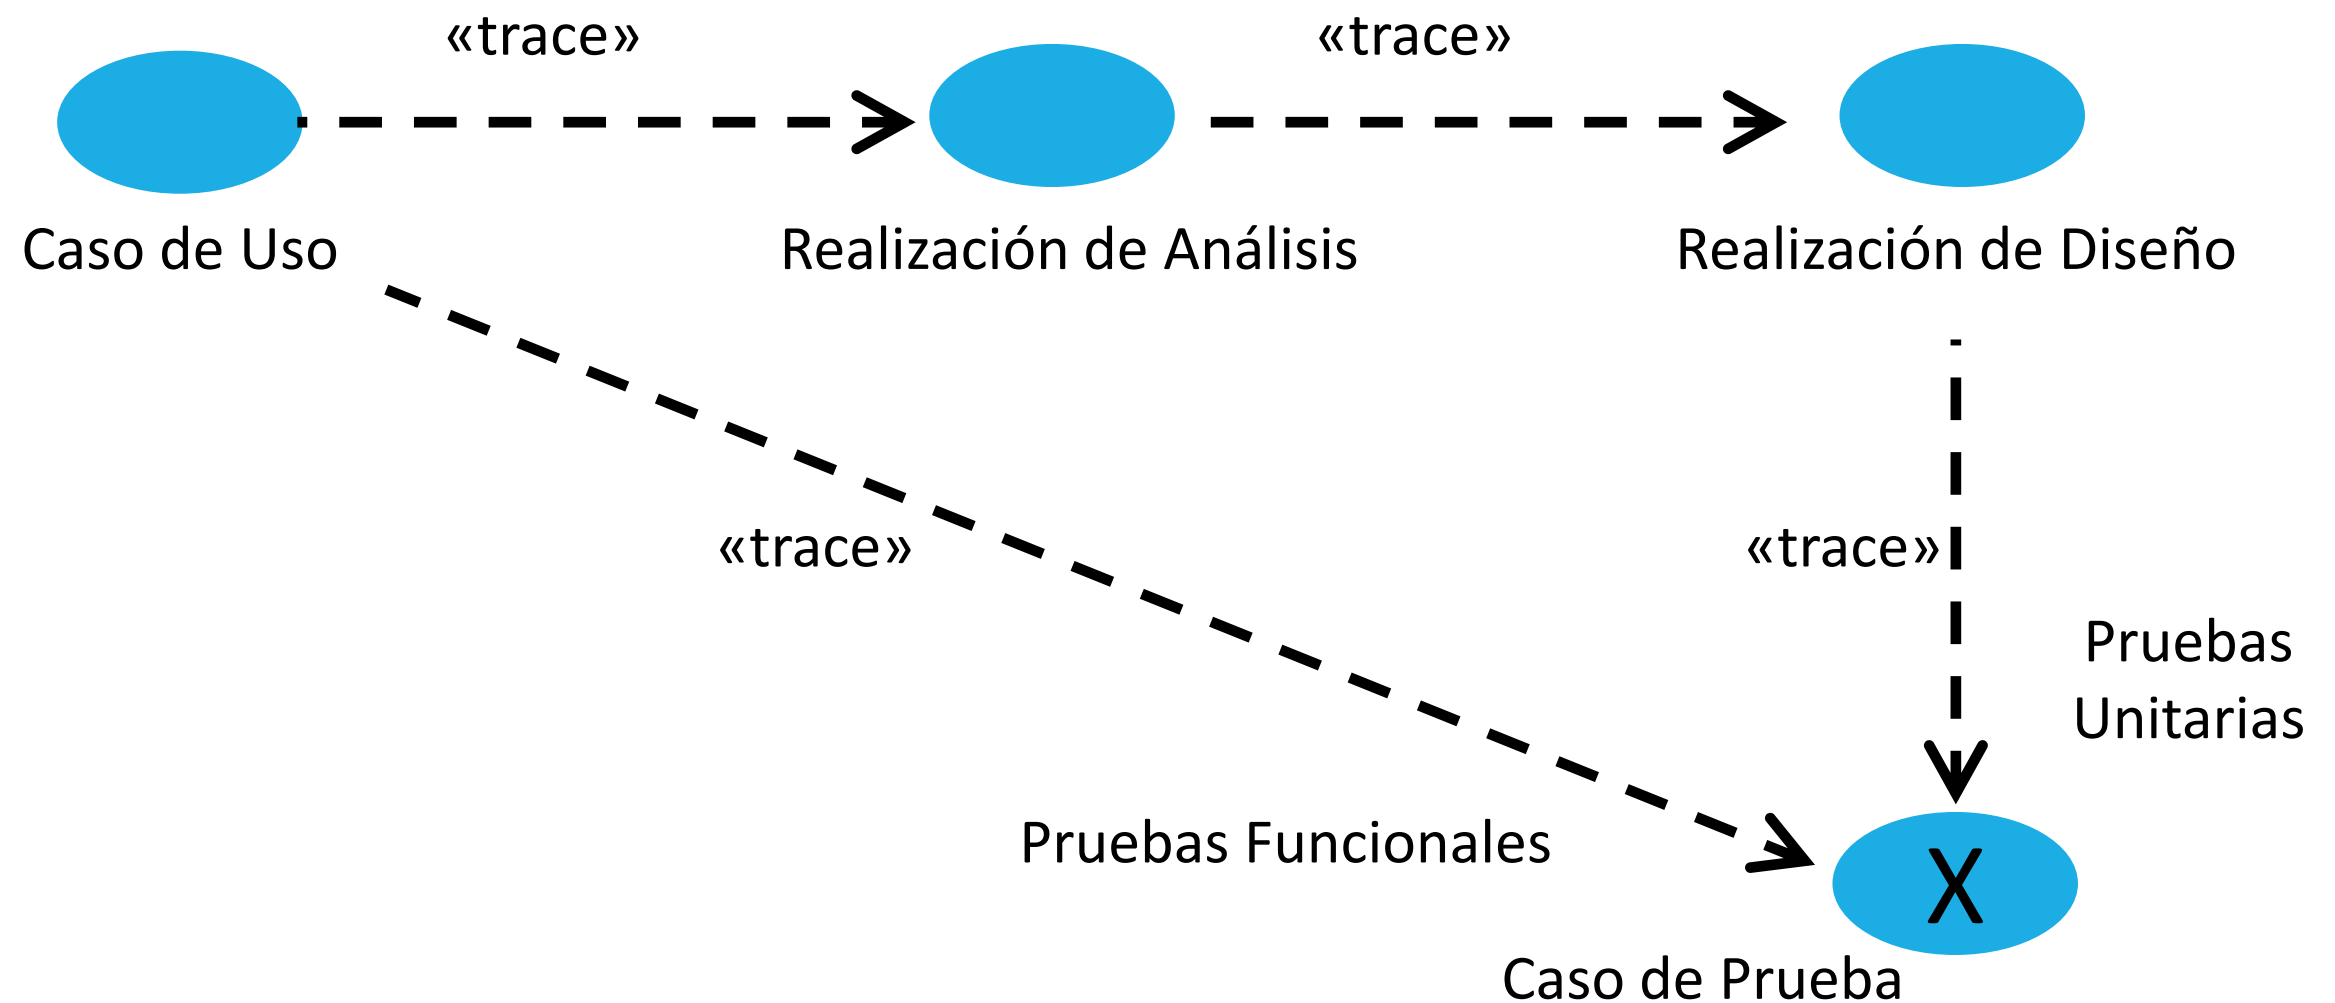 «trace»
«trace»
Caso de Uso
Realización de Análisis
Realización de Diseño
«trace»
«trace»
Pruebas
Unitarias
Pruebas Funcionales
X
Caso de Prueba